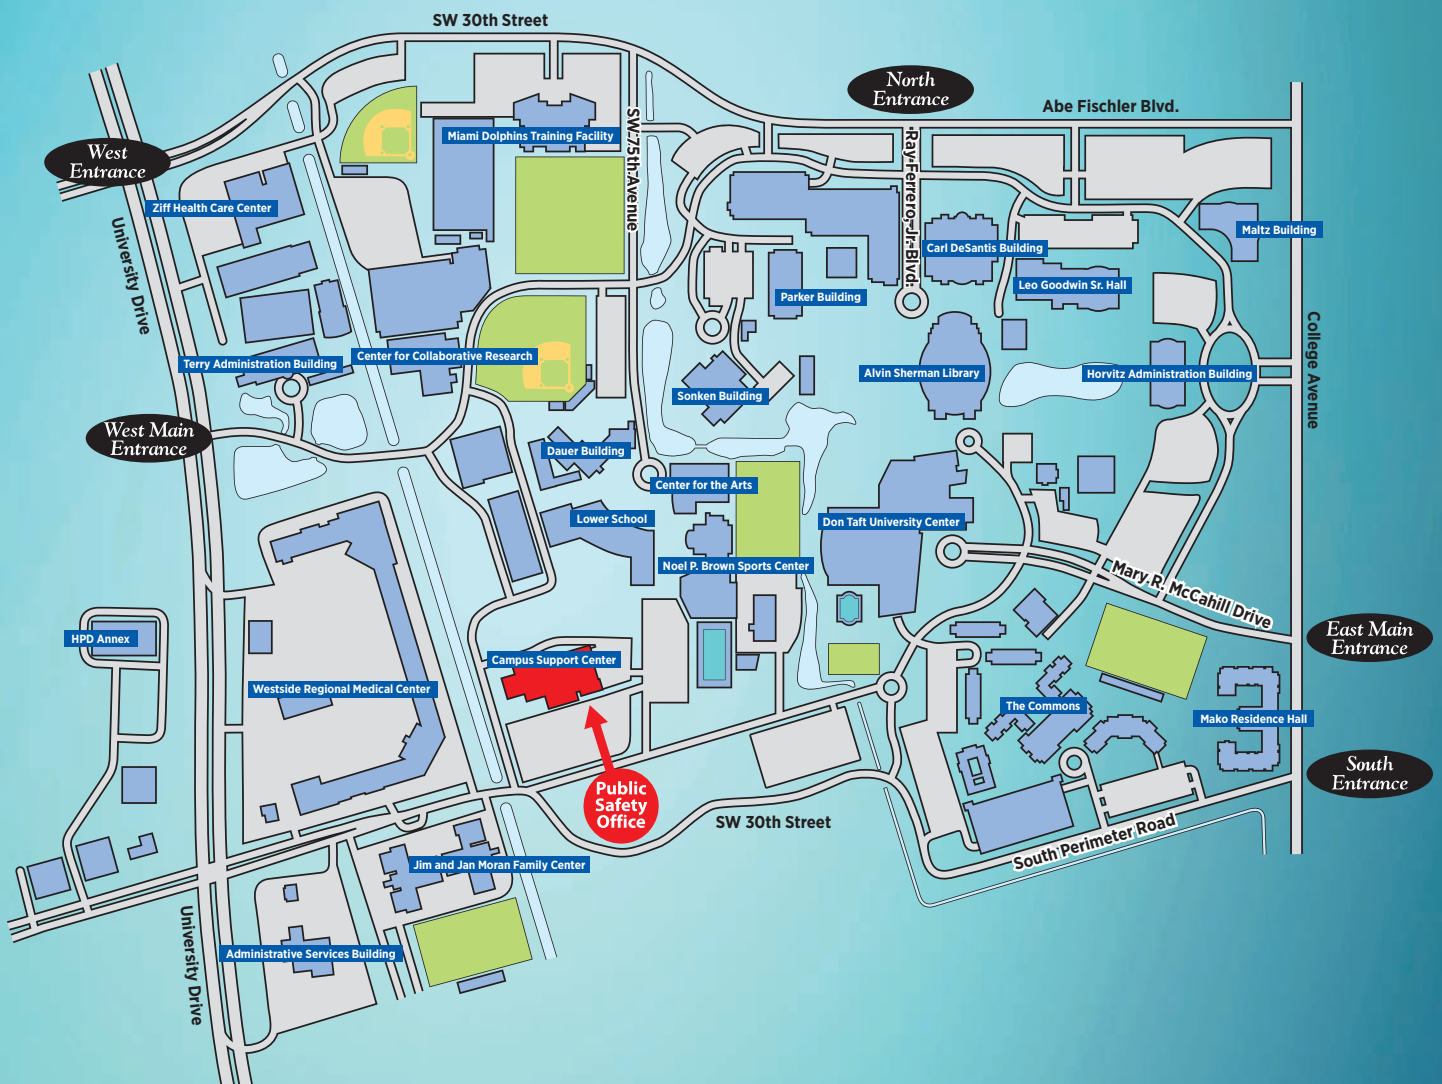 SW 30th Street
North
Entrance
Abe Fischler Blvd.
Miami Dolphins Training Facility
West
Entrance
SW 75th Avenue
Ray Ferrero, Jr. Blvd.
Ziff Health Care Center
Maltz Building
University Drive
Carl DeSantis Building
Leo Goodwin Sr. Hall
Parker Building
College Avenue
Terry Administration Building
Center for Collaborative Research
Alvin Sherman Library
Horvitz Administration Building
Sonken Building
West Main
Entrance
Dauer Building
Center for the Arts
Lower School
Don Taft University Center
Noel P. Brown Sports Center
Mary R. McCahill Drive
HPD Annex
East Main
Entrance
Campus Support Center
Westside Regional Medical Center
The Commons
Mako Residence Hall
South
Entrance
Public
Safety
Office
SW 30th Street
South Perimeter Road
Jim and Jan Moran Family Center
University Drive
Administrative Services Building